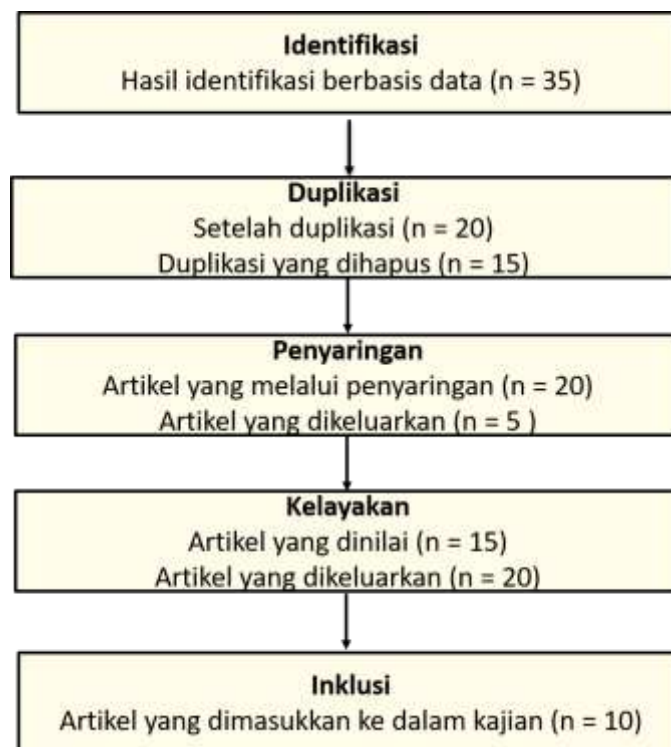 Identifikasi
Hasil identifikasi berbasis data (n = 35)
Duplikasi
Setelah duplikasi (n = 20)
Duplikasi yang dihapus (n = 15)
Penyaringan
Artikel yang melalui penyaringan (n = 20)
Artikel yang dikeluarkan (n = 5 )
Kelayakan
Artikel yang dinilai (n = 15)
Artikel yang dikeluarkan (n = 20)
Inklusi
Artikel yang dimasukkan ke dalam kajian (n = 10)